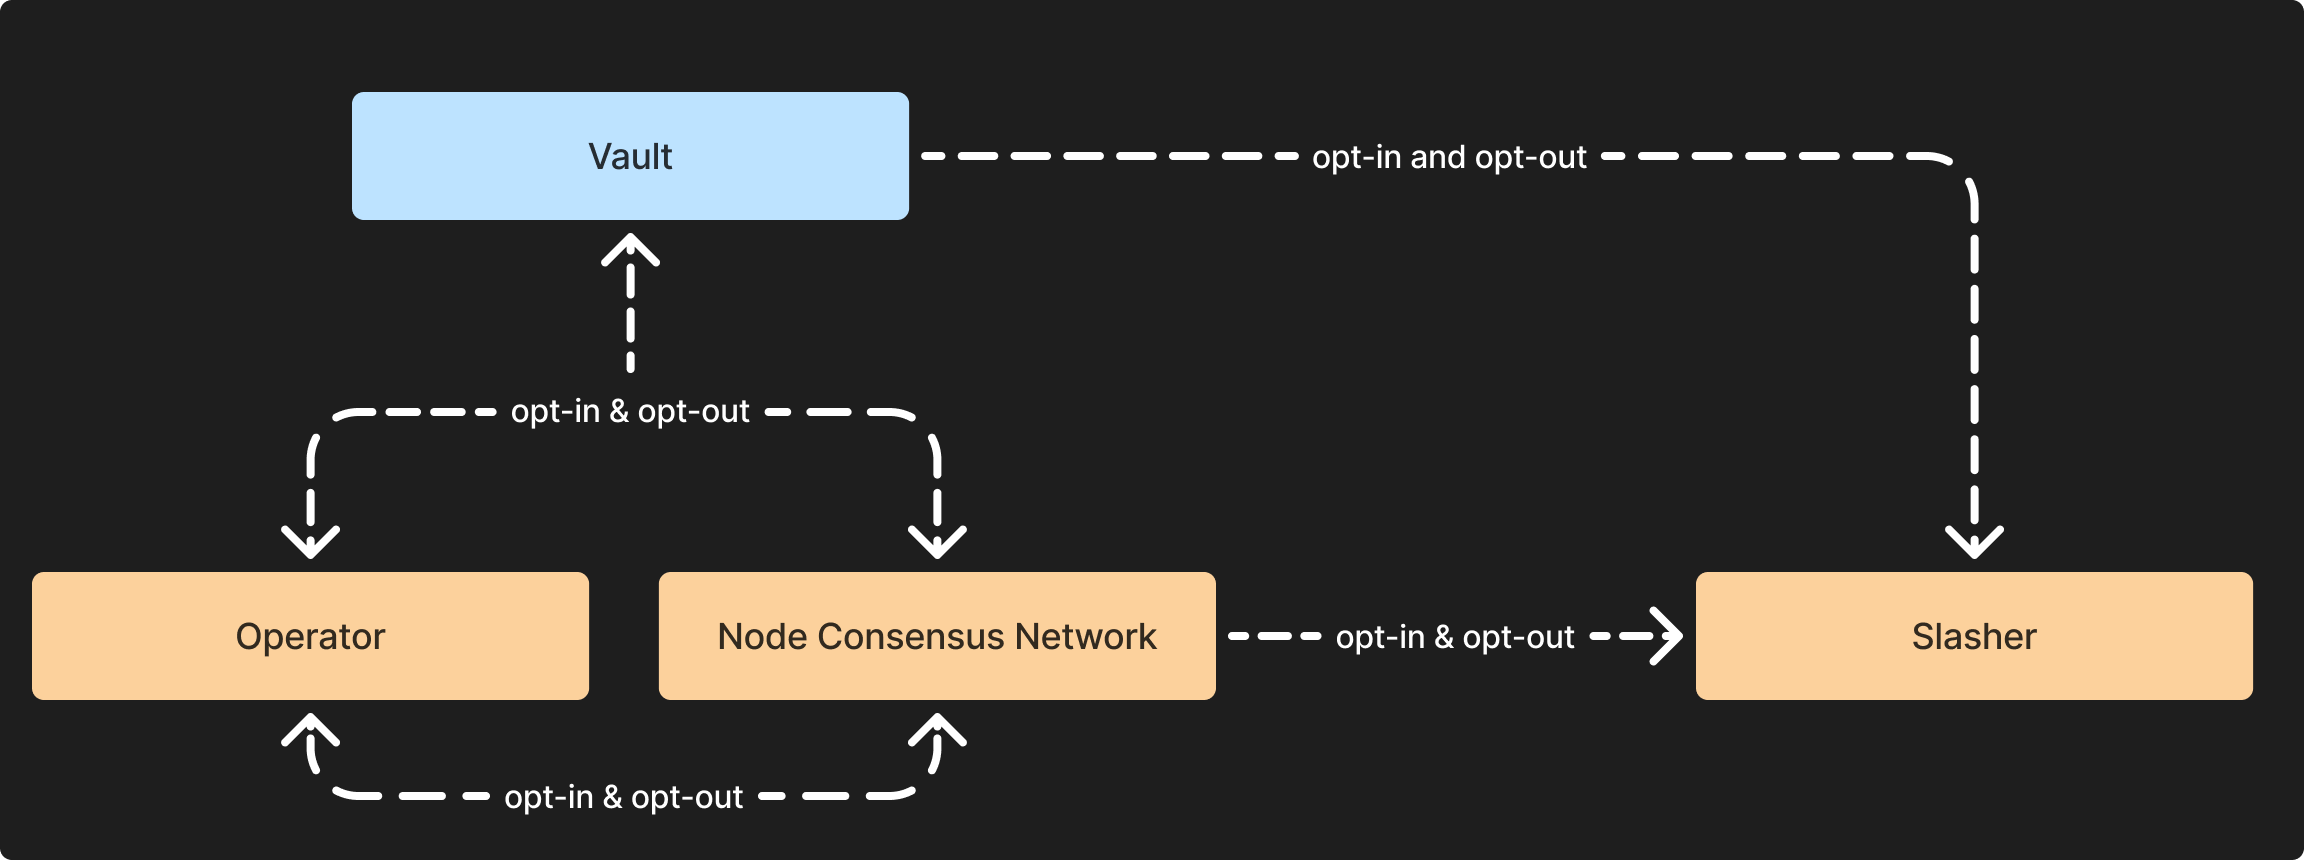 Vault
opt-in and opt-out
opt-in & opt-out
Operator
Node Consensus Network
opt-in & opt-out
Slasher
opt-in & opt-out